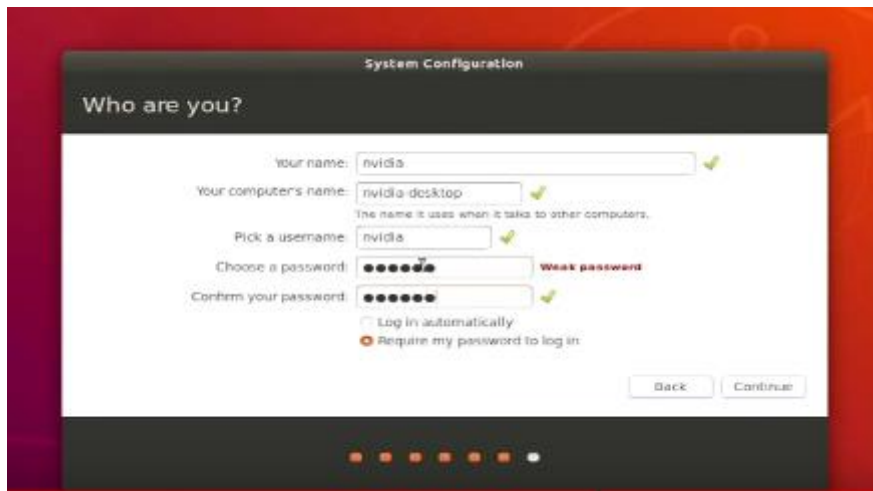 System Configuration
Who are you?
Your name: nvidia
Your computer's name: nvidia-desktop
The name it uses when it talks to other computers.
Pick a username: nvidia
Choose a password: ●●●●●● Weak password
Confirm your password: ●●●●●●
Log in automatically
Require my password to log in
Back Continue